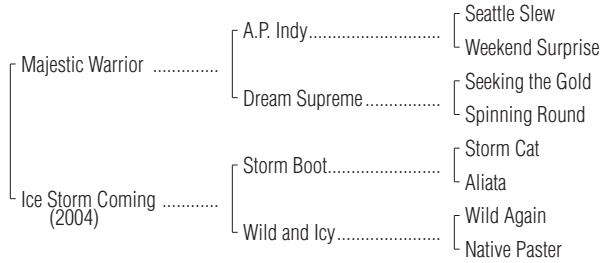 Seattle Slew
A.P. Indy...........................
Weekend Surprise
Majestic Warrior .............
Seeking the Gold
Dream Supreme...............
Spinning Round
Storm Cat
Storm Boot.......................
Aliata
Ice Storm Coming ............
(2004)
Wild Again
Wild and Icy.....................
Native Paster